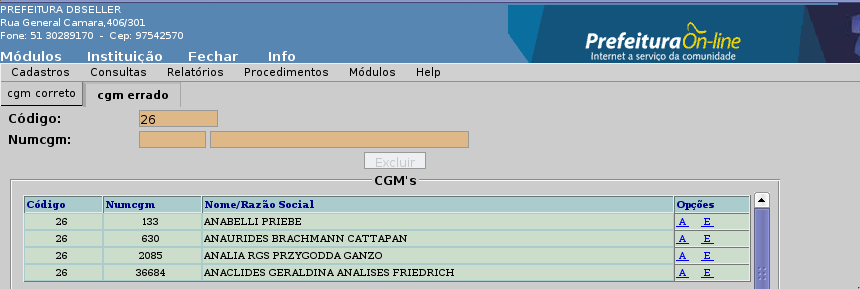 PREFEITURA DBSELLER
Rua General Camara,406/301
Fone: 51 30289170 - Cep: 97542570
PrefeituraOn-line
Internet a serviço da comunidade
Módulos Instituição Fechar Info
Cadastros Consultas Relatórios Procedimentos Módulos Help
cgm correto cgm errado
Código: 26
Numcgm:
Excluir
CGM's
Código Numcgm Nome/Razão Social Opções
26 133 ANABELLI PRIEBE A E
26 630 ANAURIDES BRACHMANN CATTAPAN A E
26 2085 ANALIA RGS PRZYGODDA GANZO A E
26 36684 ANACLIDES GERALDINA ANALISES FRIEDRICH A E